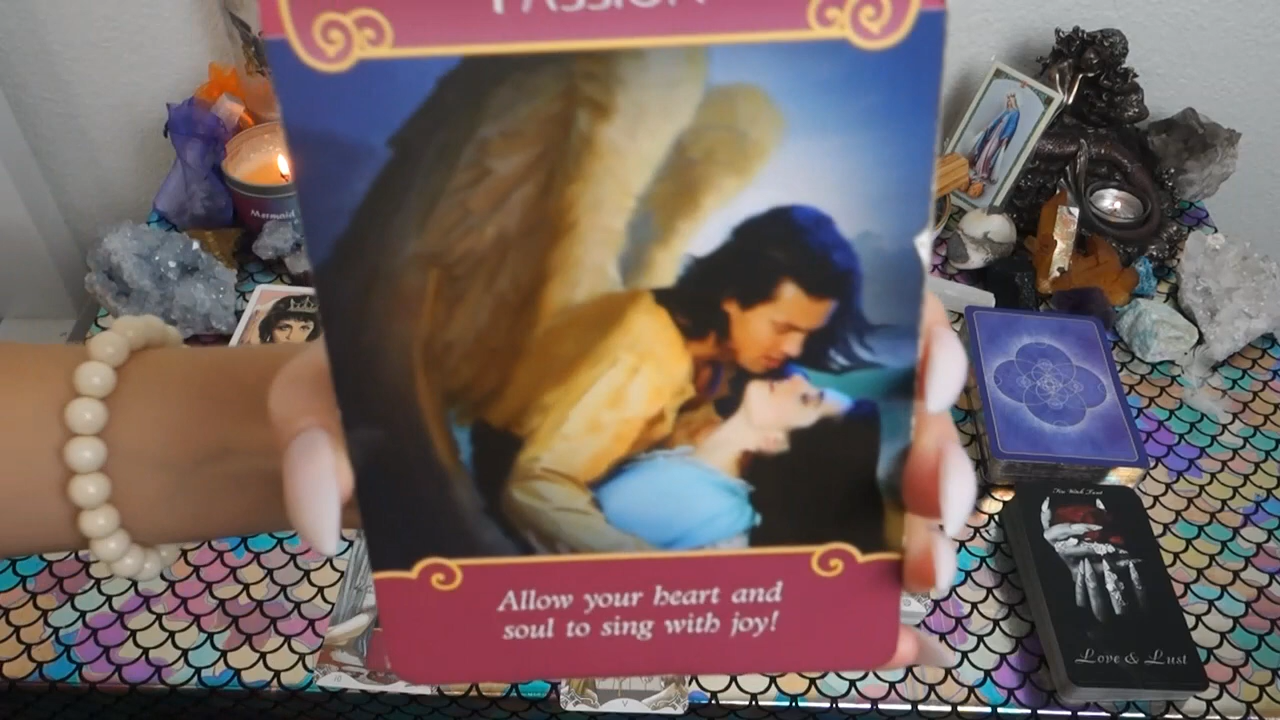 PASSION
Mermaid
Allow your heart and
soul to sing with joy!
Love & Lust
V